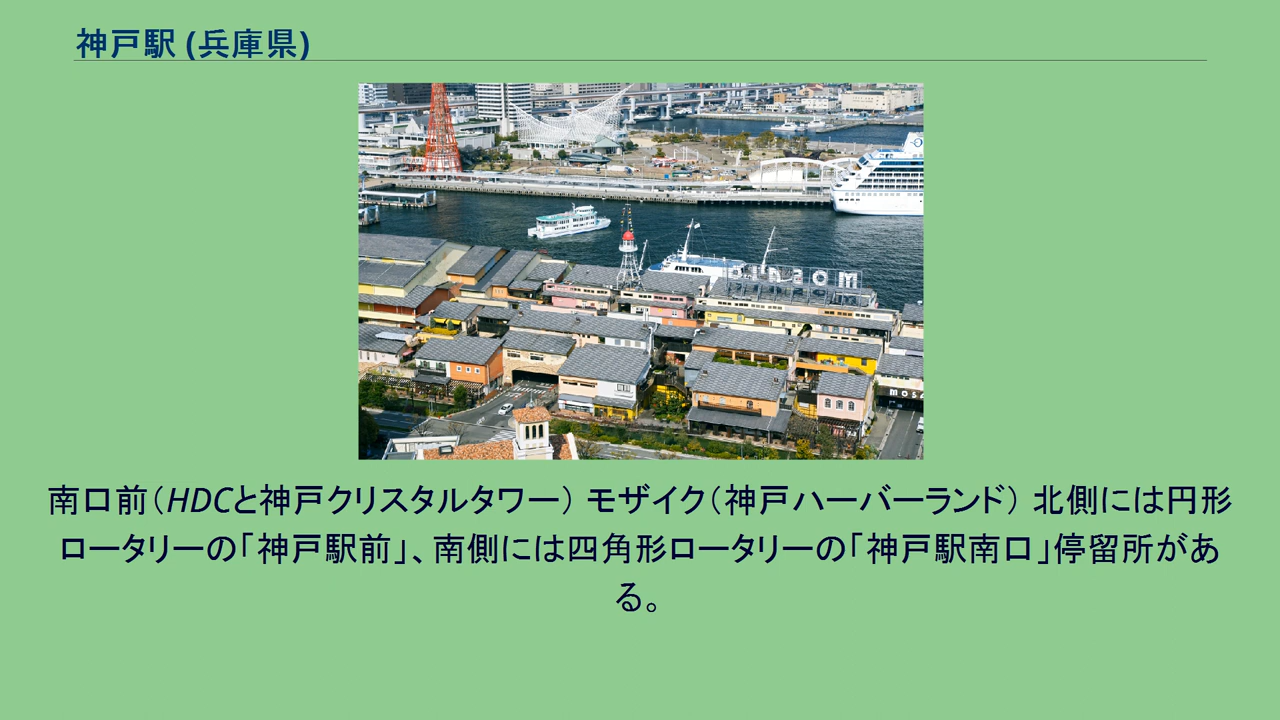 神戸駅 (兵庫県)
mosaic
南口前（HDCと神戸クリスタルタワー） モザイク（神戸ハーバーランド） 北側には円形
ロータリーの「神戸駅前」、南側には四角形ロータリーの「神戸駅南口」停留所があ
る。